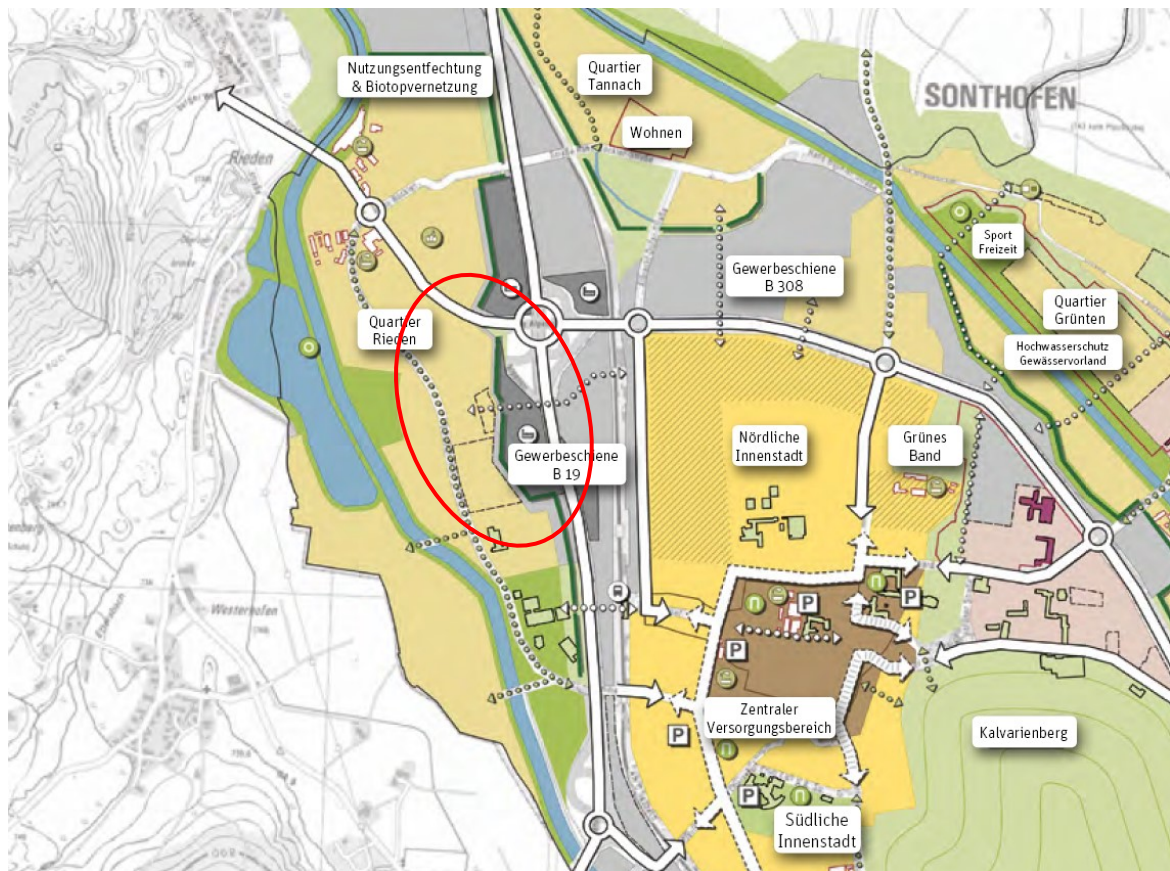 Nutzungsentfechtung
& Biotopvernetzung
Quartier
Tannach
Wohnen
SONTHOFEN
Rieden
Sport
Freizeit
Gewerbeschiene
B 308
Quartier
Grünten
Hochwasserschutz
Gewässervorland
Quartier
Rieden
Nördliche
Innenstadt
Grünes
Band
Gewerbeschiene
B 19
Westerhofen
P
P
P
P
P
Zentraler
Versorgungsbereich
Kalvarienberg
Südliche
Innenstadt